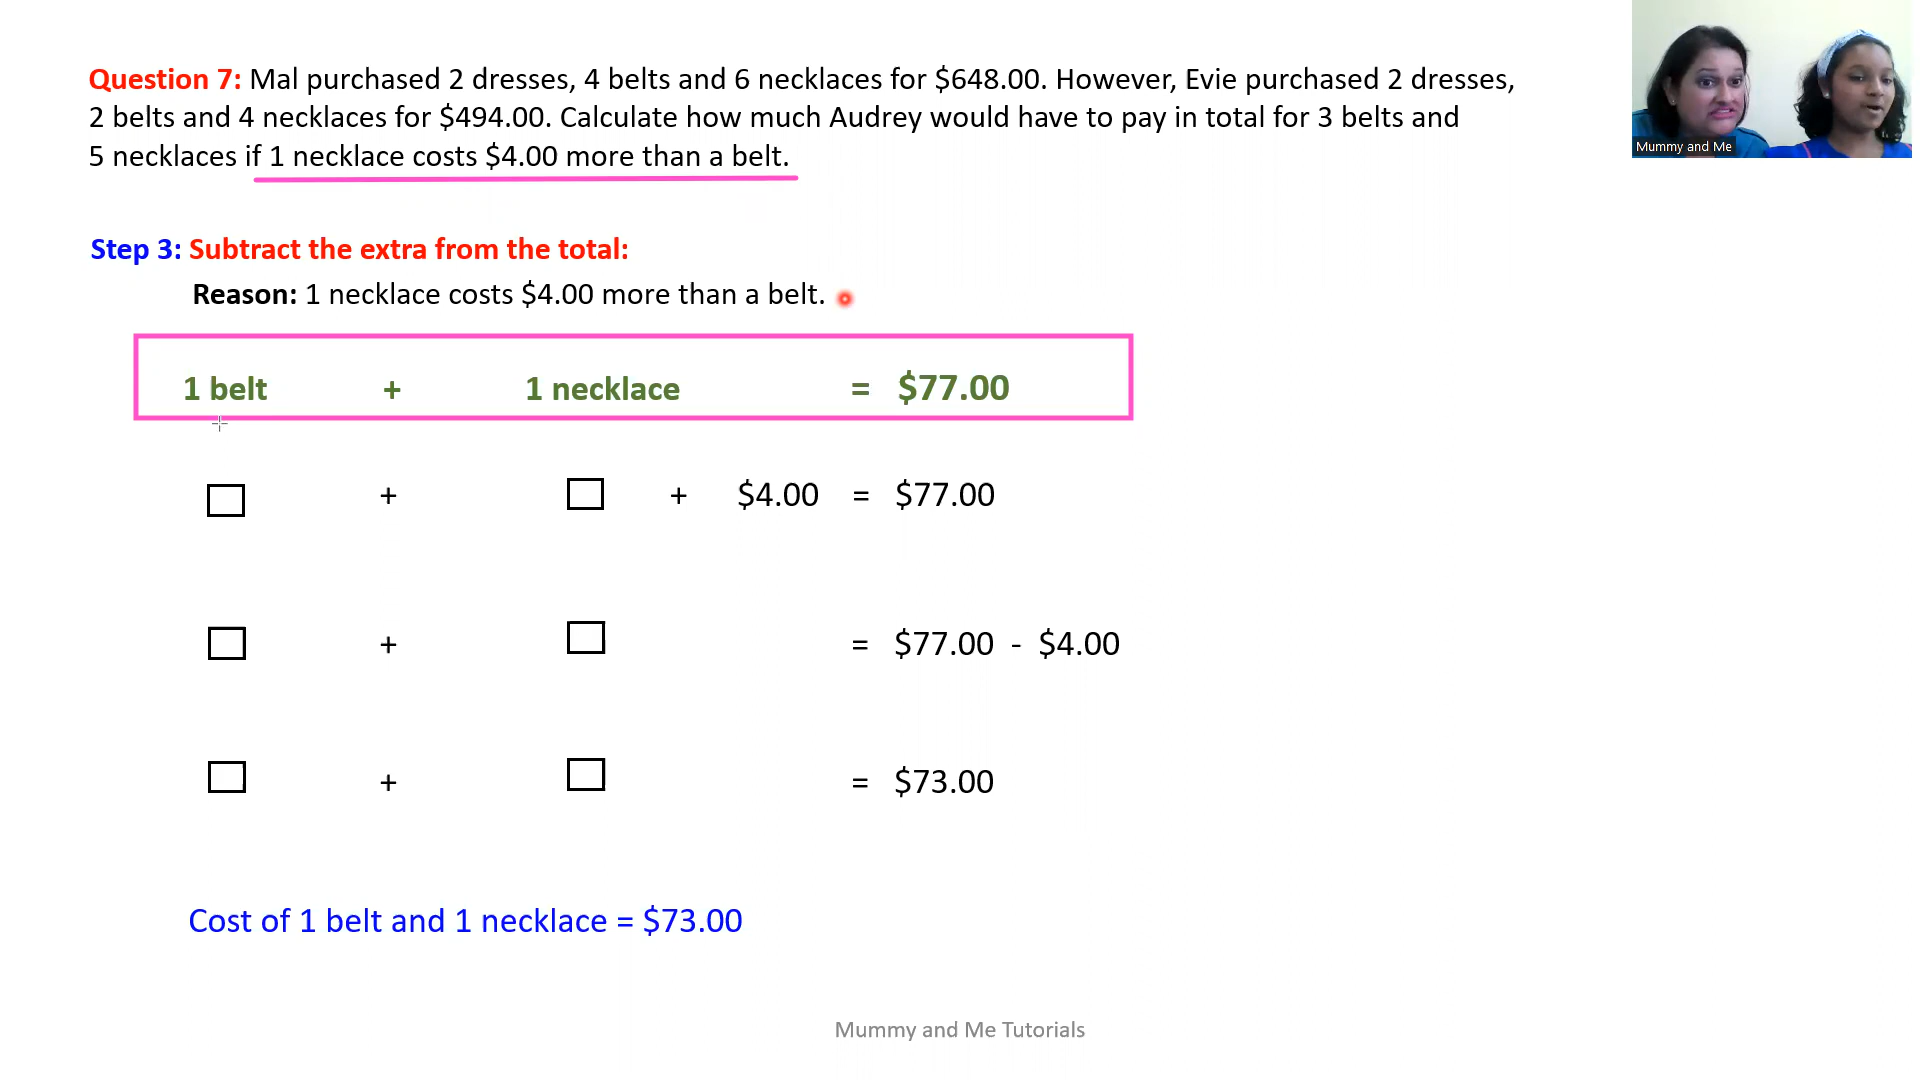 Question 7: Mal purchased 2 dresses, 4 belts and 6 necklaces for $648.00. However, Evie purchased 2 dresses,
2 belts and 4 necklaces for $494.00. Calculate how much Audrey would have to pay in total for 3 belts and
5 necklaces if 1 necklace costs $4.00 more than a belt.
Mummy and Me
Step 3: Subtract the extra from the total:
Reason: 1 necklace costs $4.00 more than a belt.
1 belt + 1 necklace = $77.00
+ + $4.00 = $77.00
+ = $77.00 - $4.00
+ = $73.00
Cost of 1 belt and 1 necklace = $73.00
Mummy and Me Tutorials